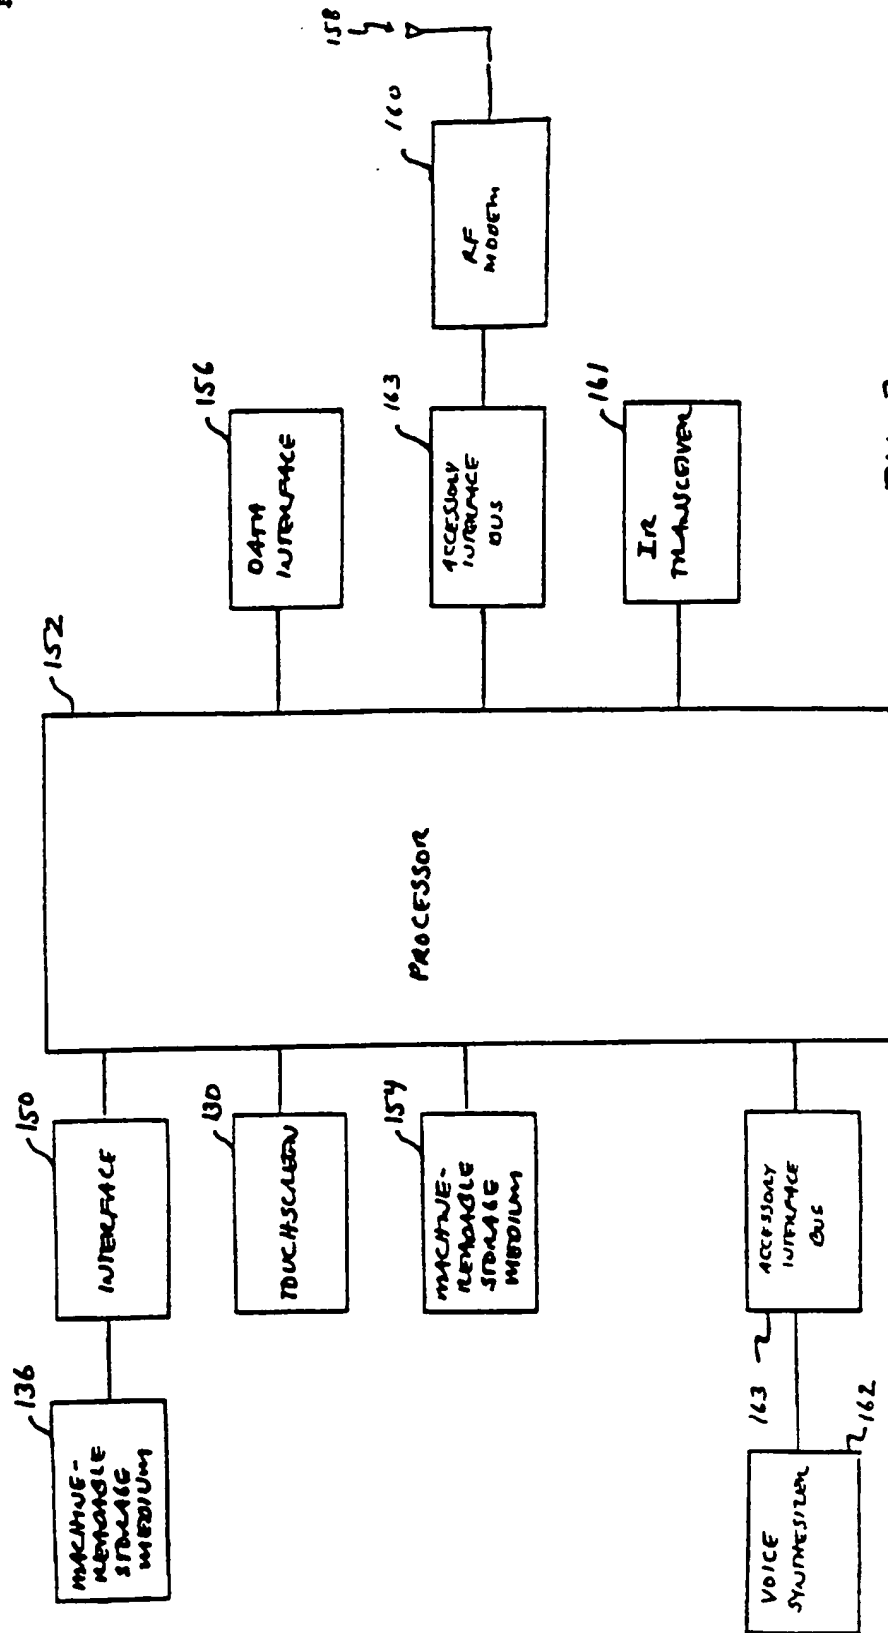 136
MACHINE-
READABLE
STORAGE
MEDIUM
150
INTERFACE
130
TOUCHSCREEN
154
MACHINE-
READABLE
STORAGE
MEDIUM
VOICE
SYNTHESIZER
162
163
ACCESSORY
INTERFACE
BUS
152
PROCESSOR
156
DATA
INTERFACE
163
ACCESSORY
INTERFACE
BUS
160
RF
MODEM
158
161
IR
TRANSCEIVER